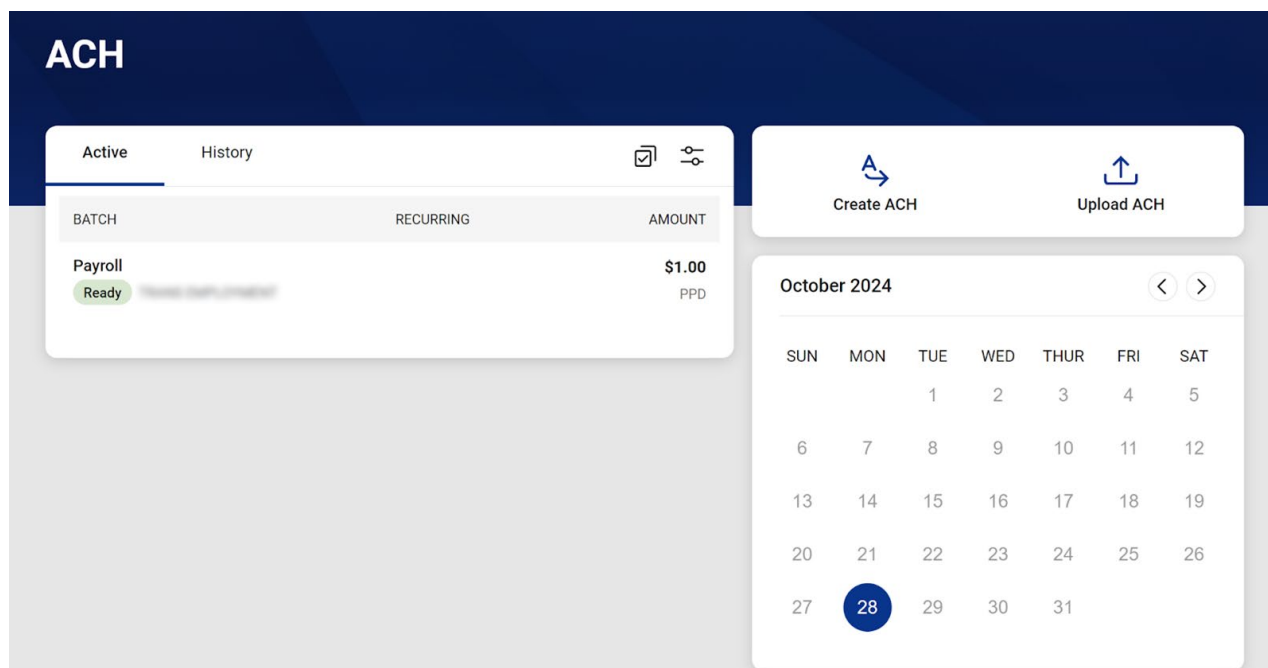 ACH
Active History
BATCH RECURRING AMOUNT
Payroll $1.00
Ready PPD
Create ACH Upload ACH
October 2024
SUN MON TUE WED THUR FRI SAT
1 2 3 4 5
6 7 8 9 10 11 12
13 14 15 16 17 18 19
20 21 22 23 24 25 26
27 28 29 30 31